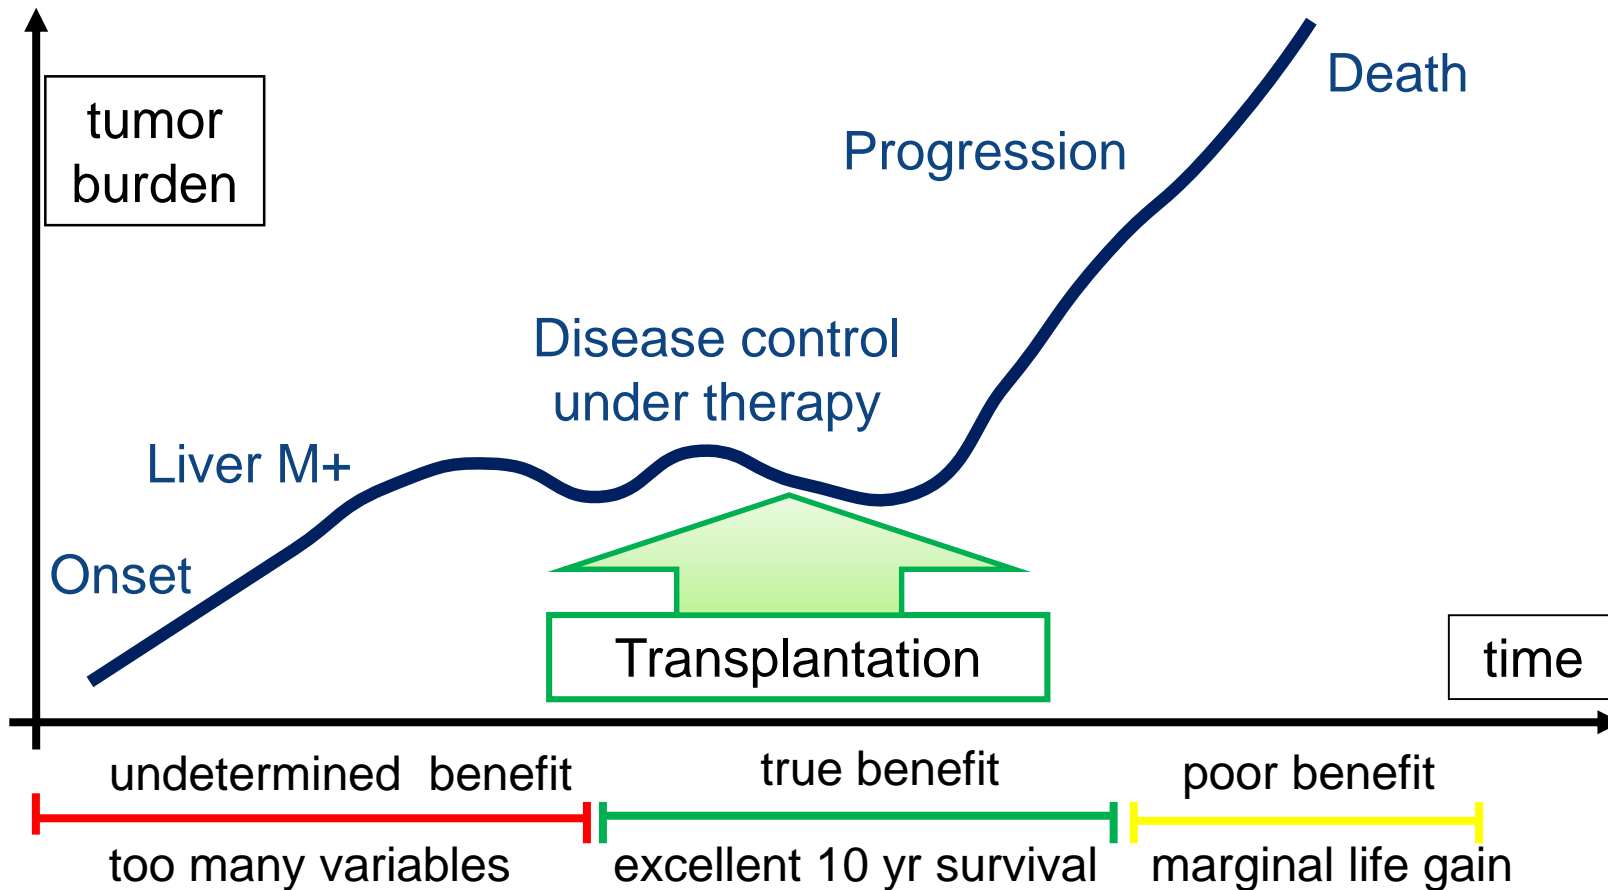 tumor
burden
Death
Progression
Disease control
under therapy
Liver M+
Onset
Transplantation
time
undetermined benefit
true benefit
poor benefit
too many variables
excellent 10 yr survival
marginal life gain